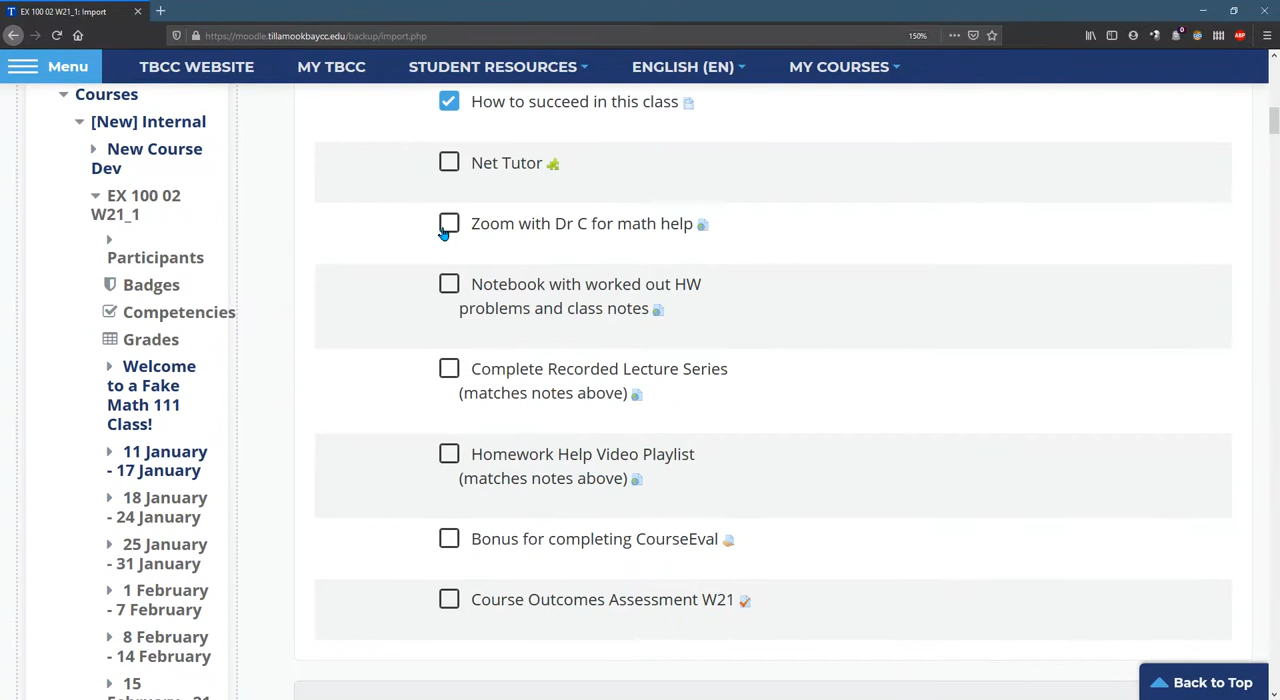 EX 100 02 W21_1: Import
https://moodle.tillamookbaycc.edu/backup/import.php
150%
0
ABP
Menu
TBCC WEBSITE
MY TBCC
STUDENT RESOURCES
ENGLISH (EN)
MY COURSES
Courses
[New] Internal
New Course
Dev
EX 100 02
W21_1
Participants
Badges
Competencies
Grades
Welcome
to a Fake
Math 111
Class!
11 January
- 17 January
18 January
- 24 January
25 January
- 31 January
1 February
- 7 February
8 February
- 14 February
15
How to succeed in this class
Net Tutor
Zoom with Dr C for math help
Notebook with worked out HW
problems and class notes
Complete Recorded Lecture Series
(matches notes above)
Homework Help Video Playlist
(matches notes above)
Bonus for completing CourseEval
Course Outcomes Assessment W21
Back to Top